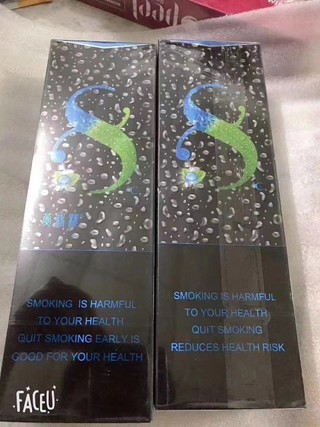 SMOKING IS HARMFUL
TO YOUR HEALTH
QUIT SMOKING EARLY IS
GOOD FOR YOUR HEALTH
SMOKING IS HARMFUL
TO YOUR HEALTH
QUIT SMOKING
REDUCES HEALTH RISK
FACEU